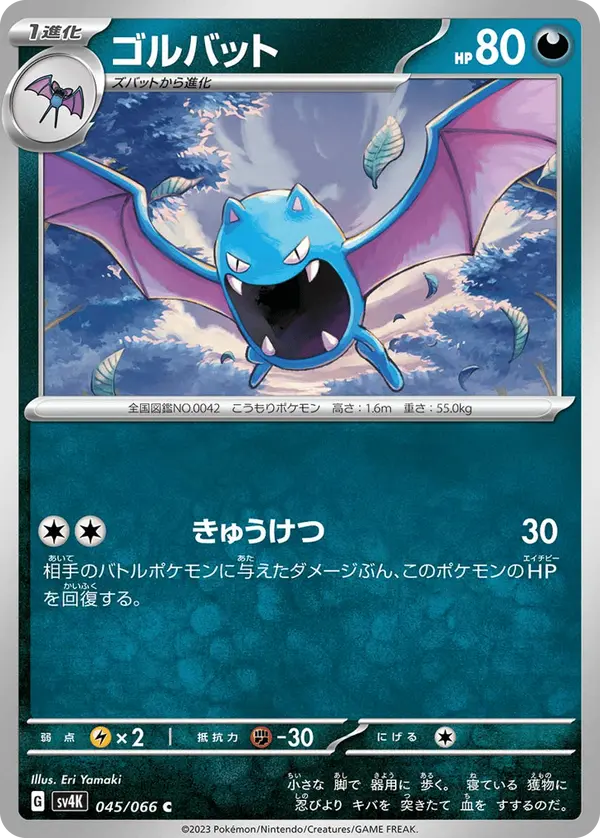 1進化
ゴルバット
HP80
ズバットから進化
全国図鑑NO.0042 こうもりポケモン 高さ:1.6m 重さ:55.0kg
きゅうけつ 30
相手のバトルポケモンに与えたダメージぶん、このポケモンのHP
を回復する。
弱点 ×2 抵抗力 -30 にげる
Illus. Eri Yamaki
G sv4K 045/066 C
小さな 脚で 器用に 歩く。 寝ている 獲物に
忍びより キバを 突きたて 血を すするのだ。
©2023 Pokémon/Nintendo/Creatures/GAME FREAK.